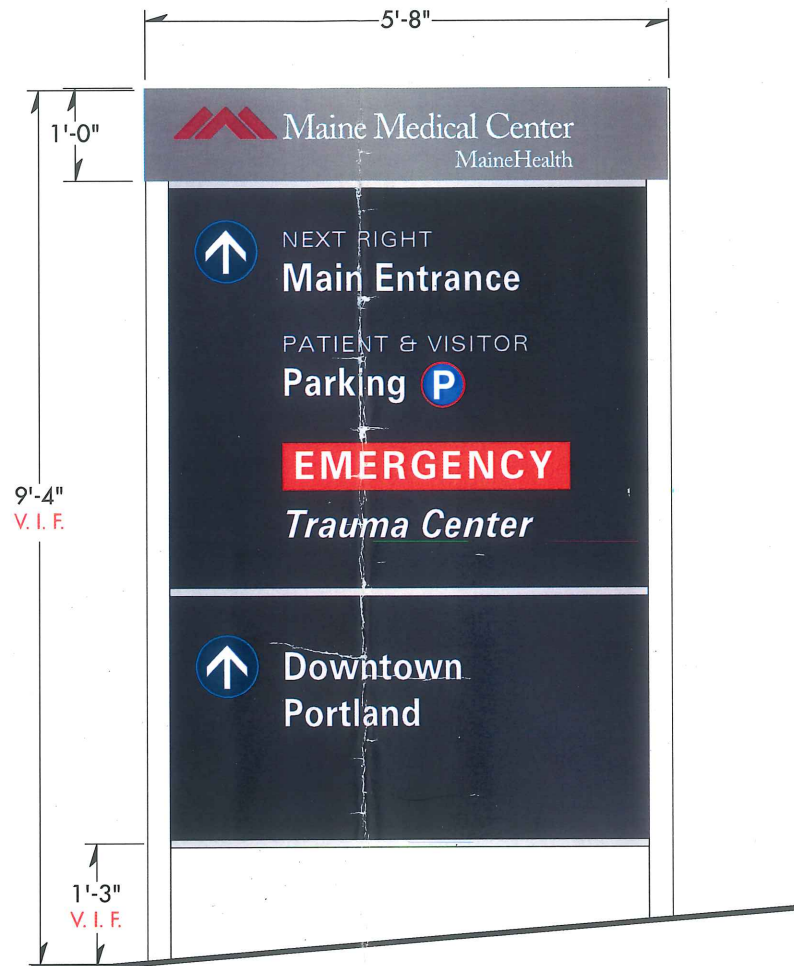 5'-8"
1'-0"
Maine Medical Center
MaineHealth
NEXT RIGHT
Main Entrance
PATIENT & VISITOR
Parking P
EMERGENCY
Trauma Center
9'-4"
V. I. F.
Downtown
Portland
1'-3"
V. I. F.